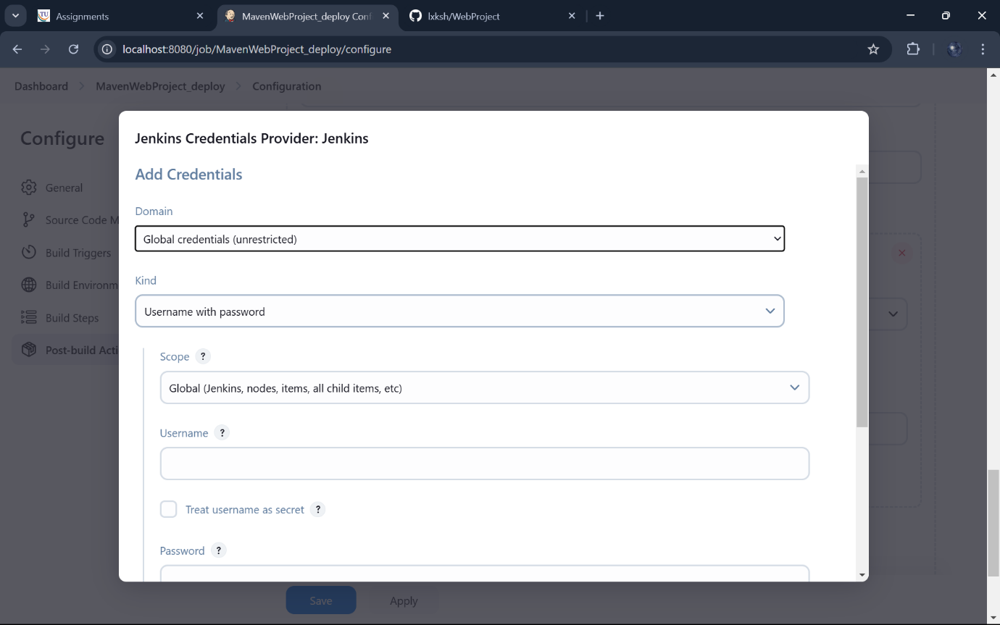 Assignments
MavenWebProject_deploy Conf
lxksh/WebProject
localhost:8080/job/MavenWebProject_deploy/configure
Dashboard > MavenWebProject_deploy > Configuration
Configure
General
Source Code M
Build Triggers
Build Environm
Build Steps
Post-build Acti
Jenkins Credentials Provider: Jenkins
Add Credentials
Domain
Global credentials (unrestricted)
Kind
Username with password
Scope ?
Global (Jenkins, nodes, items, all child items, etc)
Username ?
Treat username as secret ?
Password ?
Save
Apply